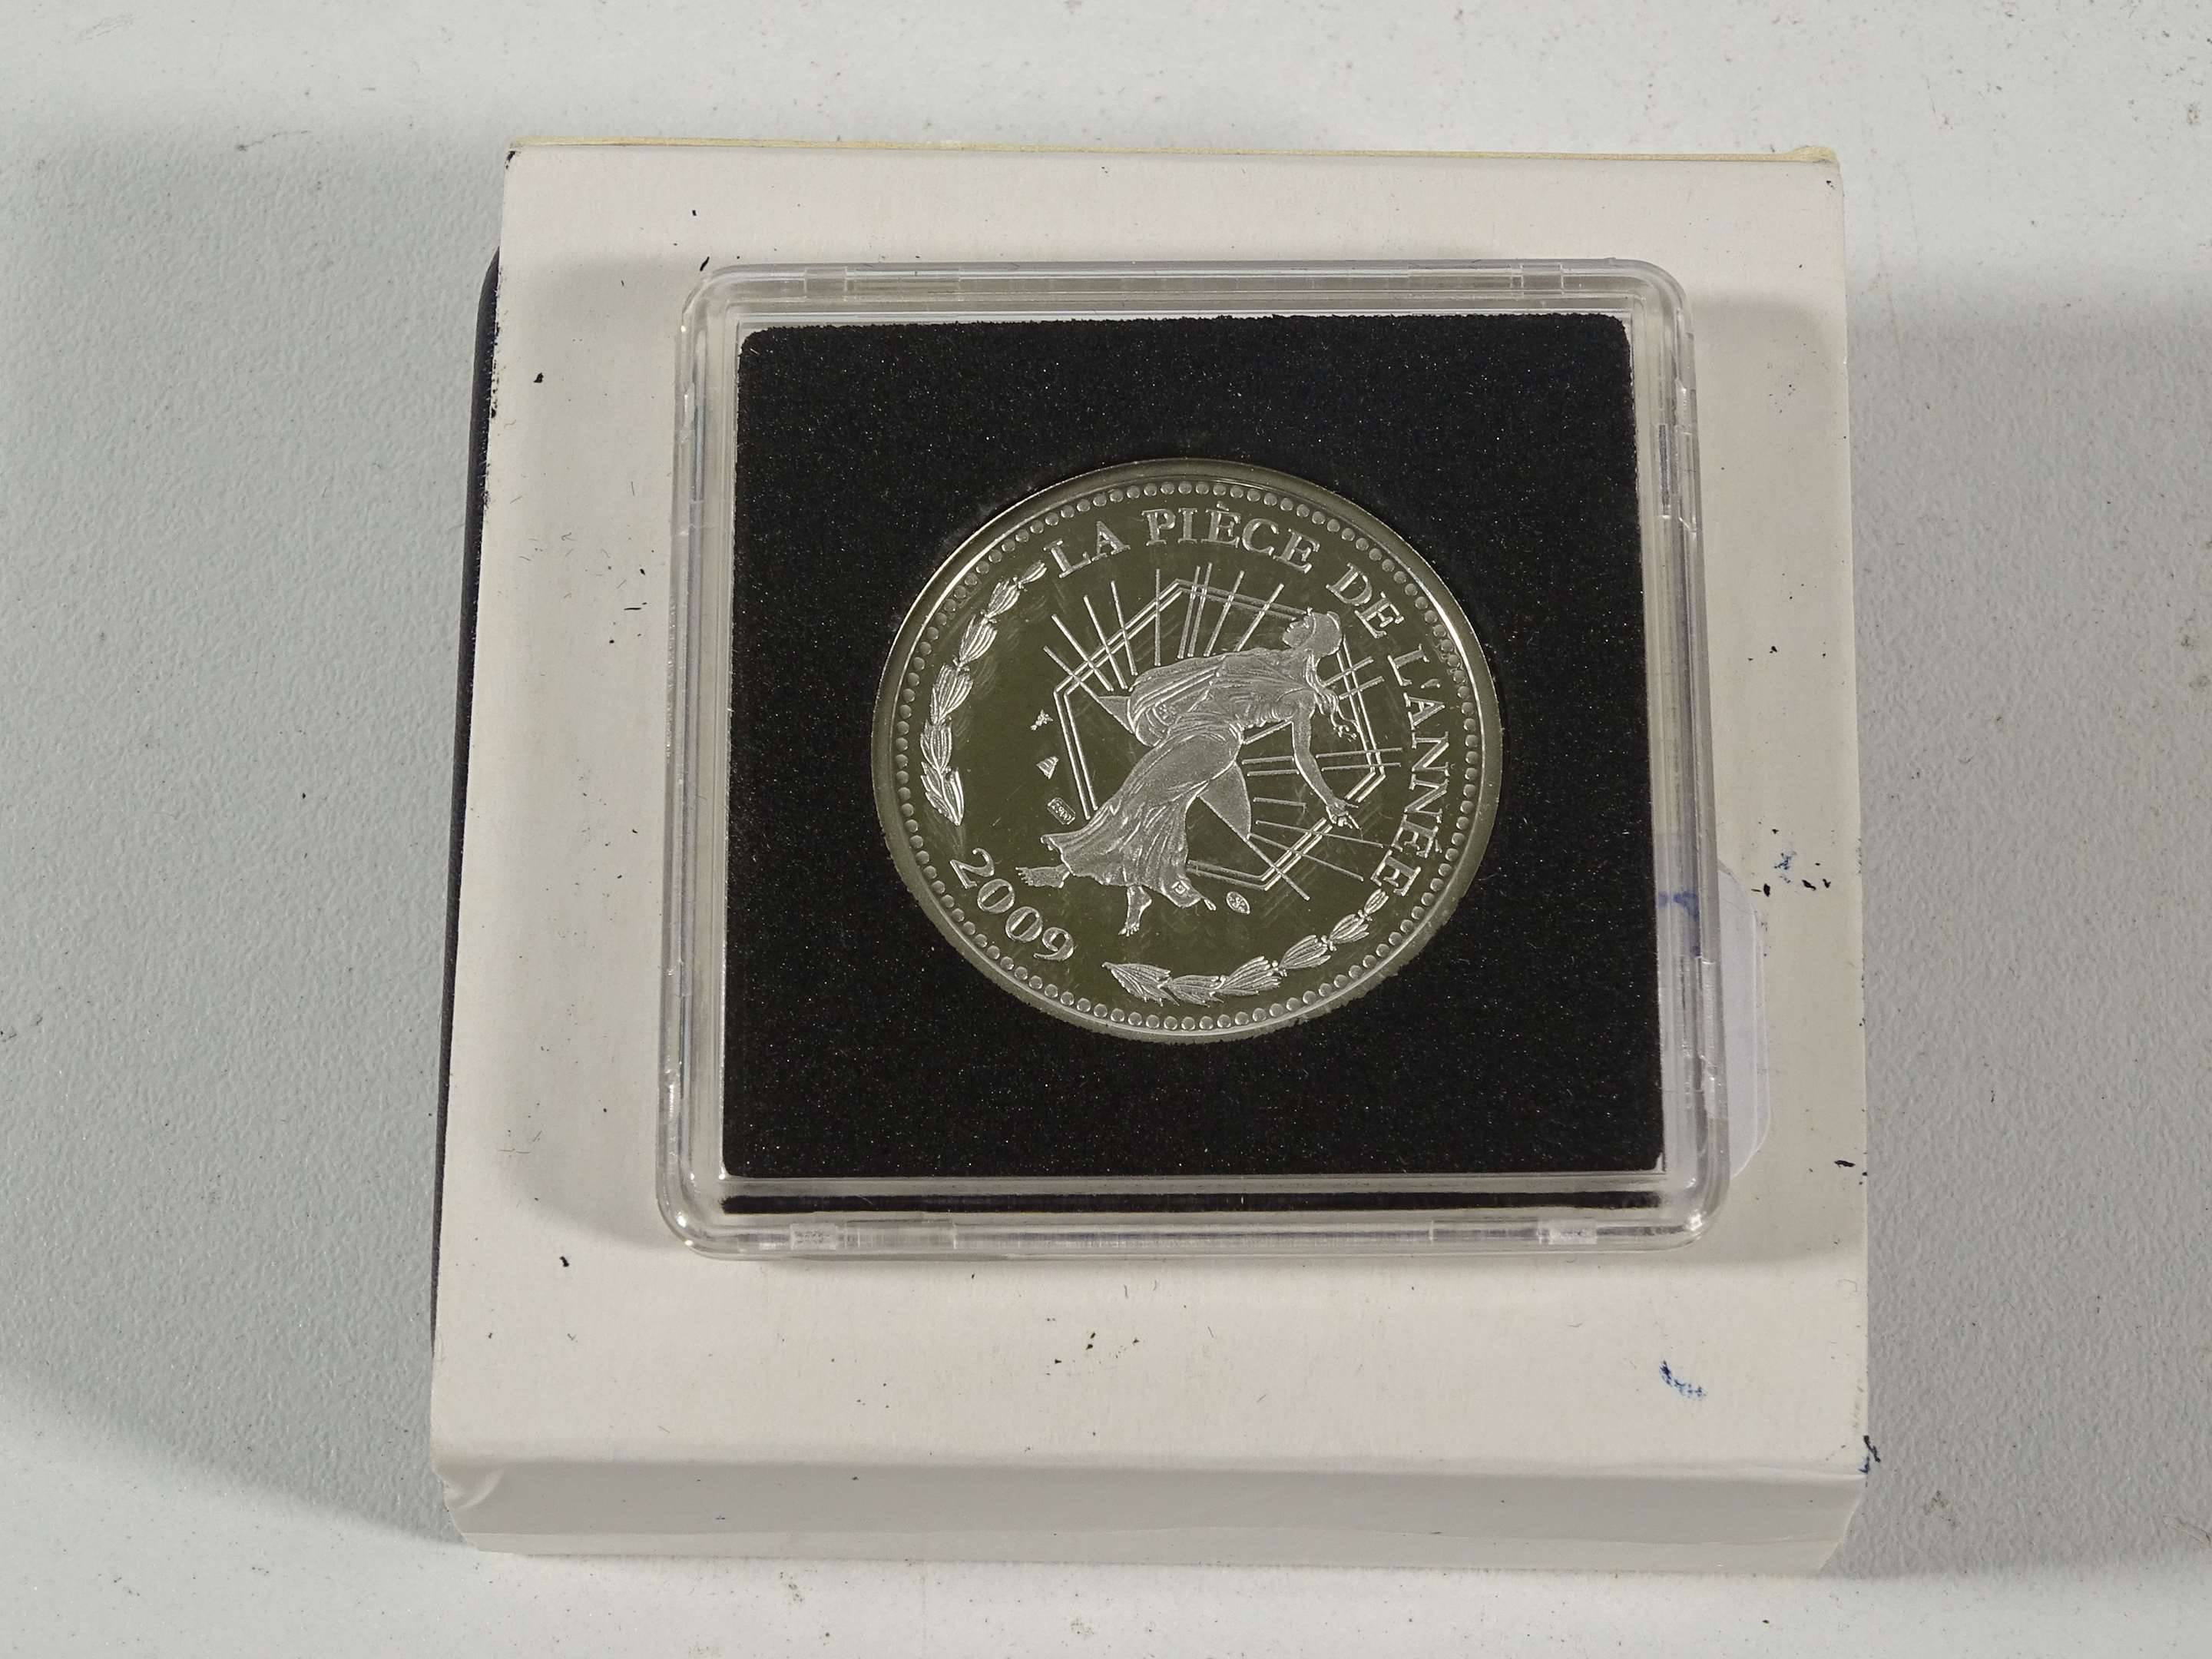 LA PIÈCE DE L'ANNÉE
2009